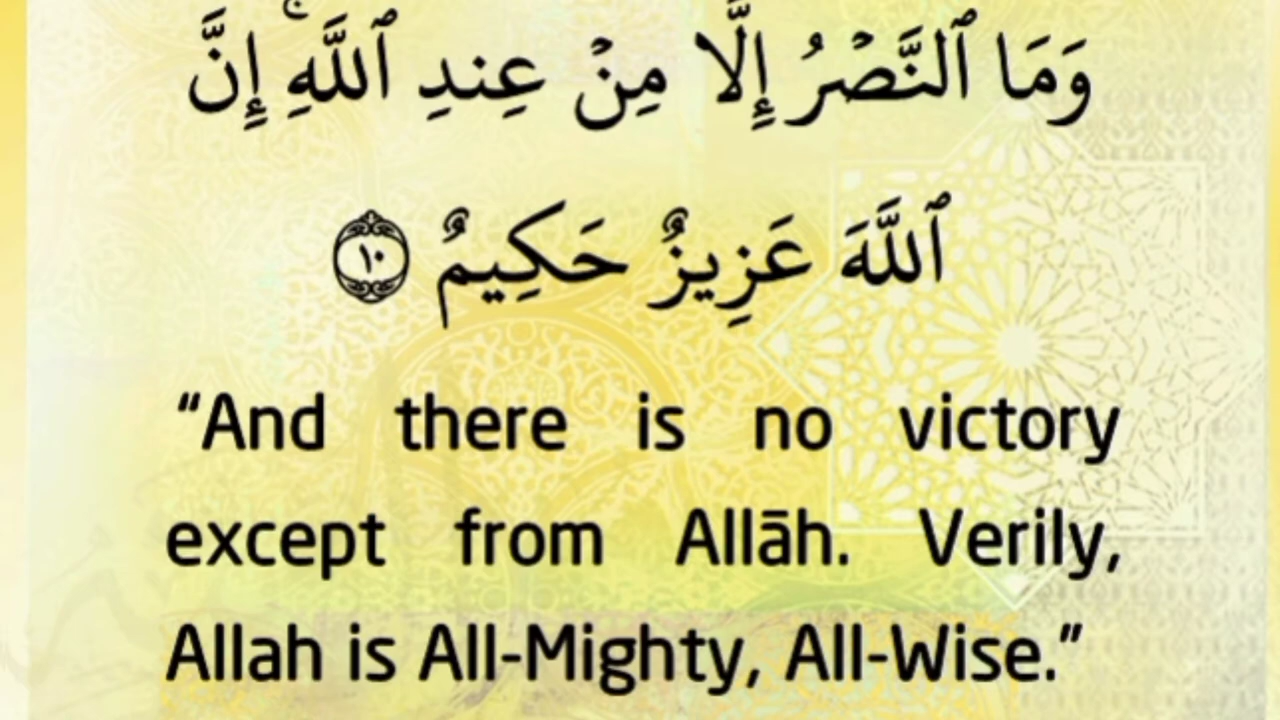 وَمَا ٱلنَّصْرُ إِلَّا مِنْ عِندِ ٱللَّهِ ۚ إِنَّ
ٱللَّهَ عَزِيزٌ حَكِيمٌ ١٠
“And there is no victory
except from Allāh. Verily,
Allah is All-Mighty, All-Wise.”